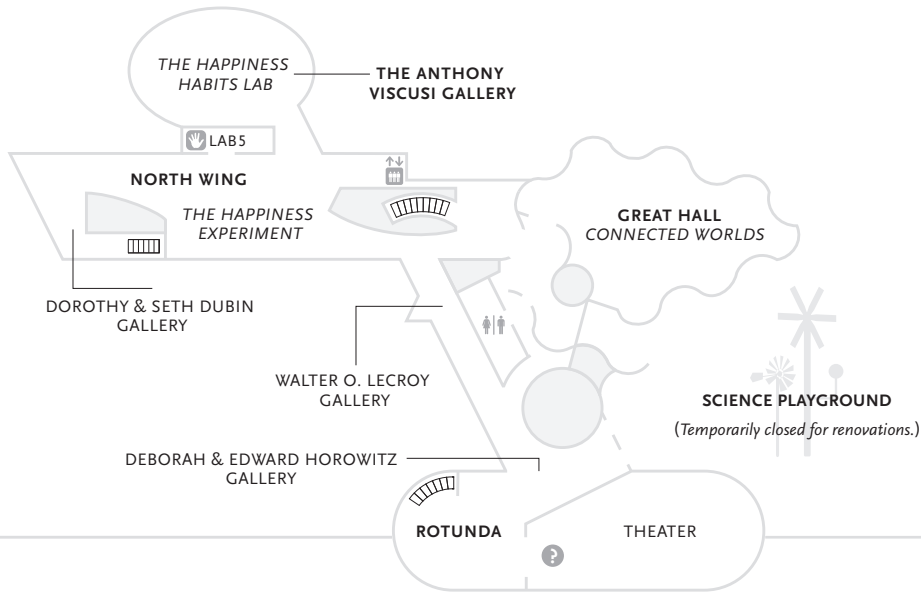 THE HAPPINESS
HABITS LAB
THE ANTHONY
VISCUSI GALLERY
LAB5
NORTH WING
THE HAPPINESS
EXPERIMENT
GREAT HALL
CONNECTED WORLDS
DOROTHY & SETH DUBIN
GALLERY
WALTER O. LECROY
GALLERY
SCIENCE PLAYGROUND
(Temporarily closed for renovations.)
DEBORAH & EDWARD HOROWITZ
GALLERY
ROTUNDA
THEATER
?